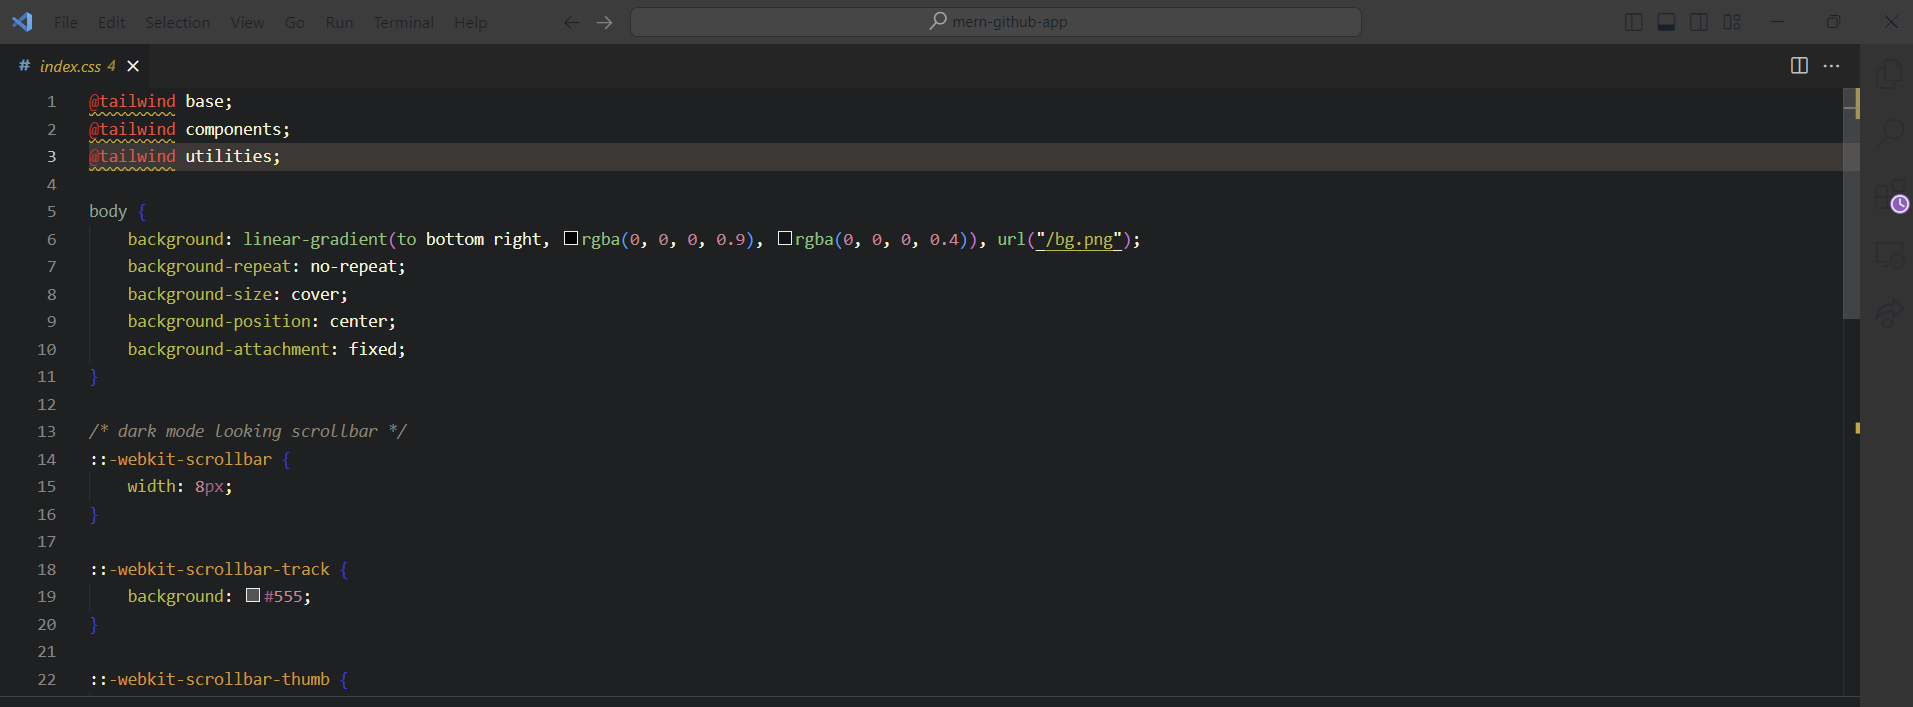 File Edit Selection View Go Run Terminal Help mern-github-app
# index.css 4
1 @tailwind base;
2 @tailwind components;
3 @tailwind utilities;
4
5 body {
6 background: linear-gradient(to bottom right, rgba(0, 0, 0, 0.9), rgba(0, 0, 0, 0.4)), url("/bg.png");
7 background-repeat: no-repeat;
8 background-size: cover;
9 background-position: center;
10 background-attachment: fixed;
11 }
12
13 /* dark mode looking scrollbar */
14 ::-webkit-scrollbar {
15 width: 8px;
16 }
17
18 ::-webkit-scrollbar-track {
19 background: #555;
20 }
21
22 ::-webkit-scrollbar-thumb {